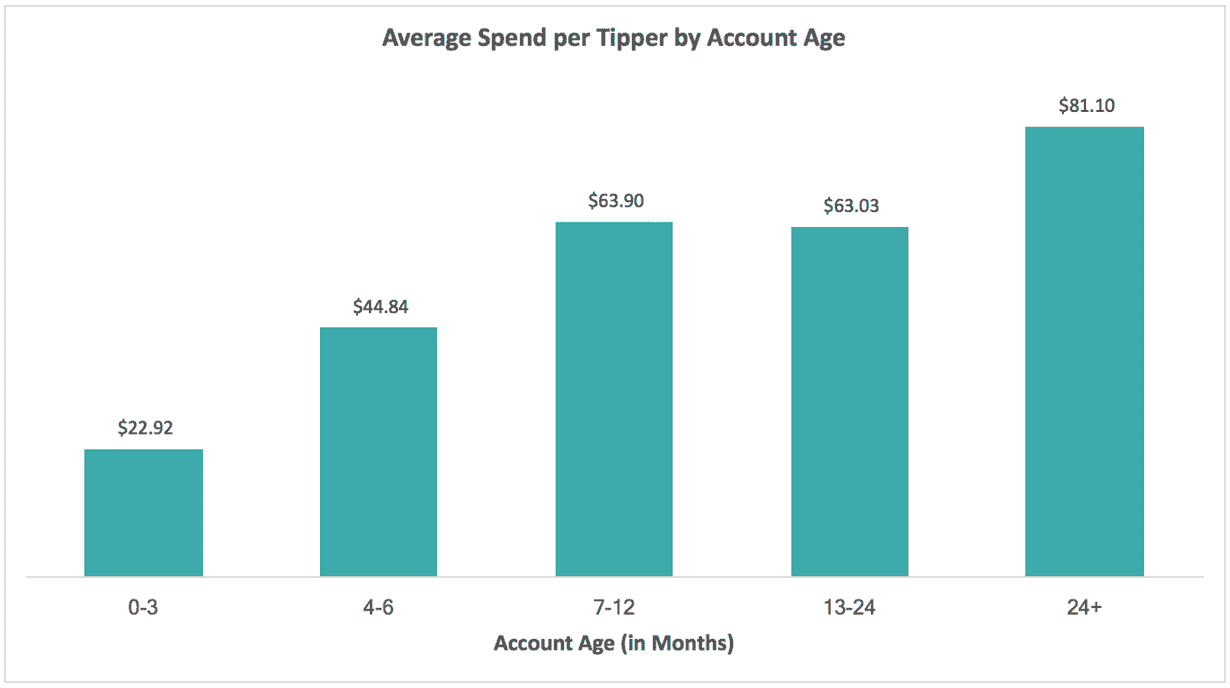 Average Spend per Tipper by Account Age
$81.10
$63.90
$63.03
$44.84
$22.92
0-3 4-6 7-12 13-24 24+
Account Age (in Months)